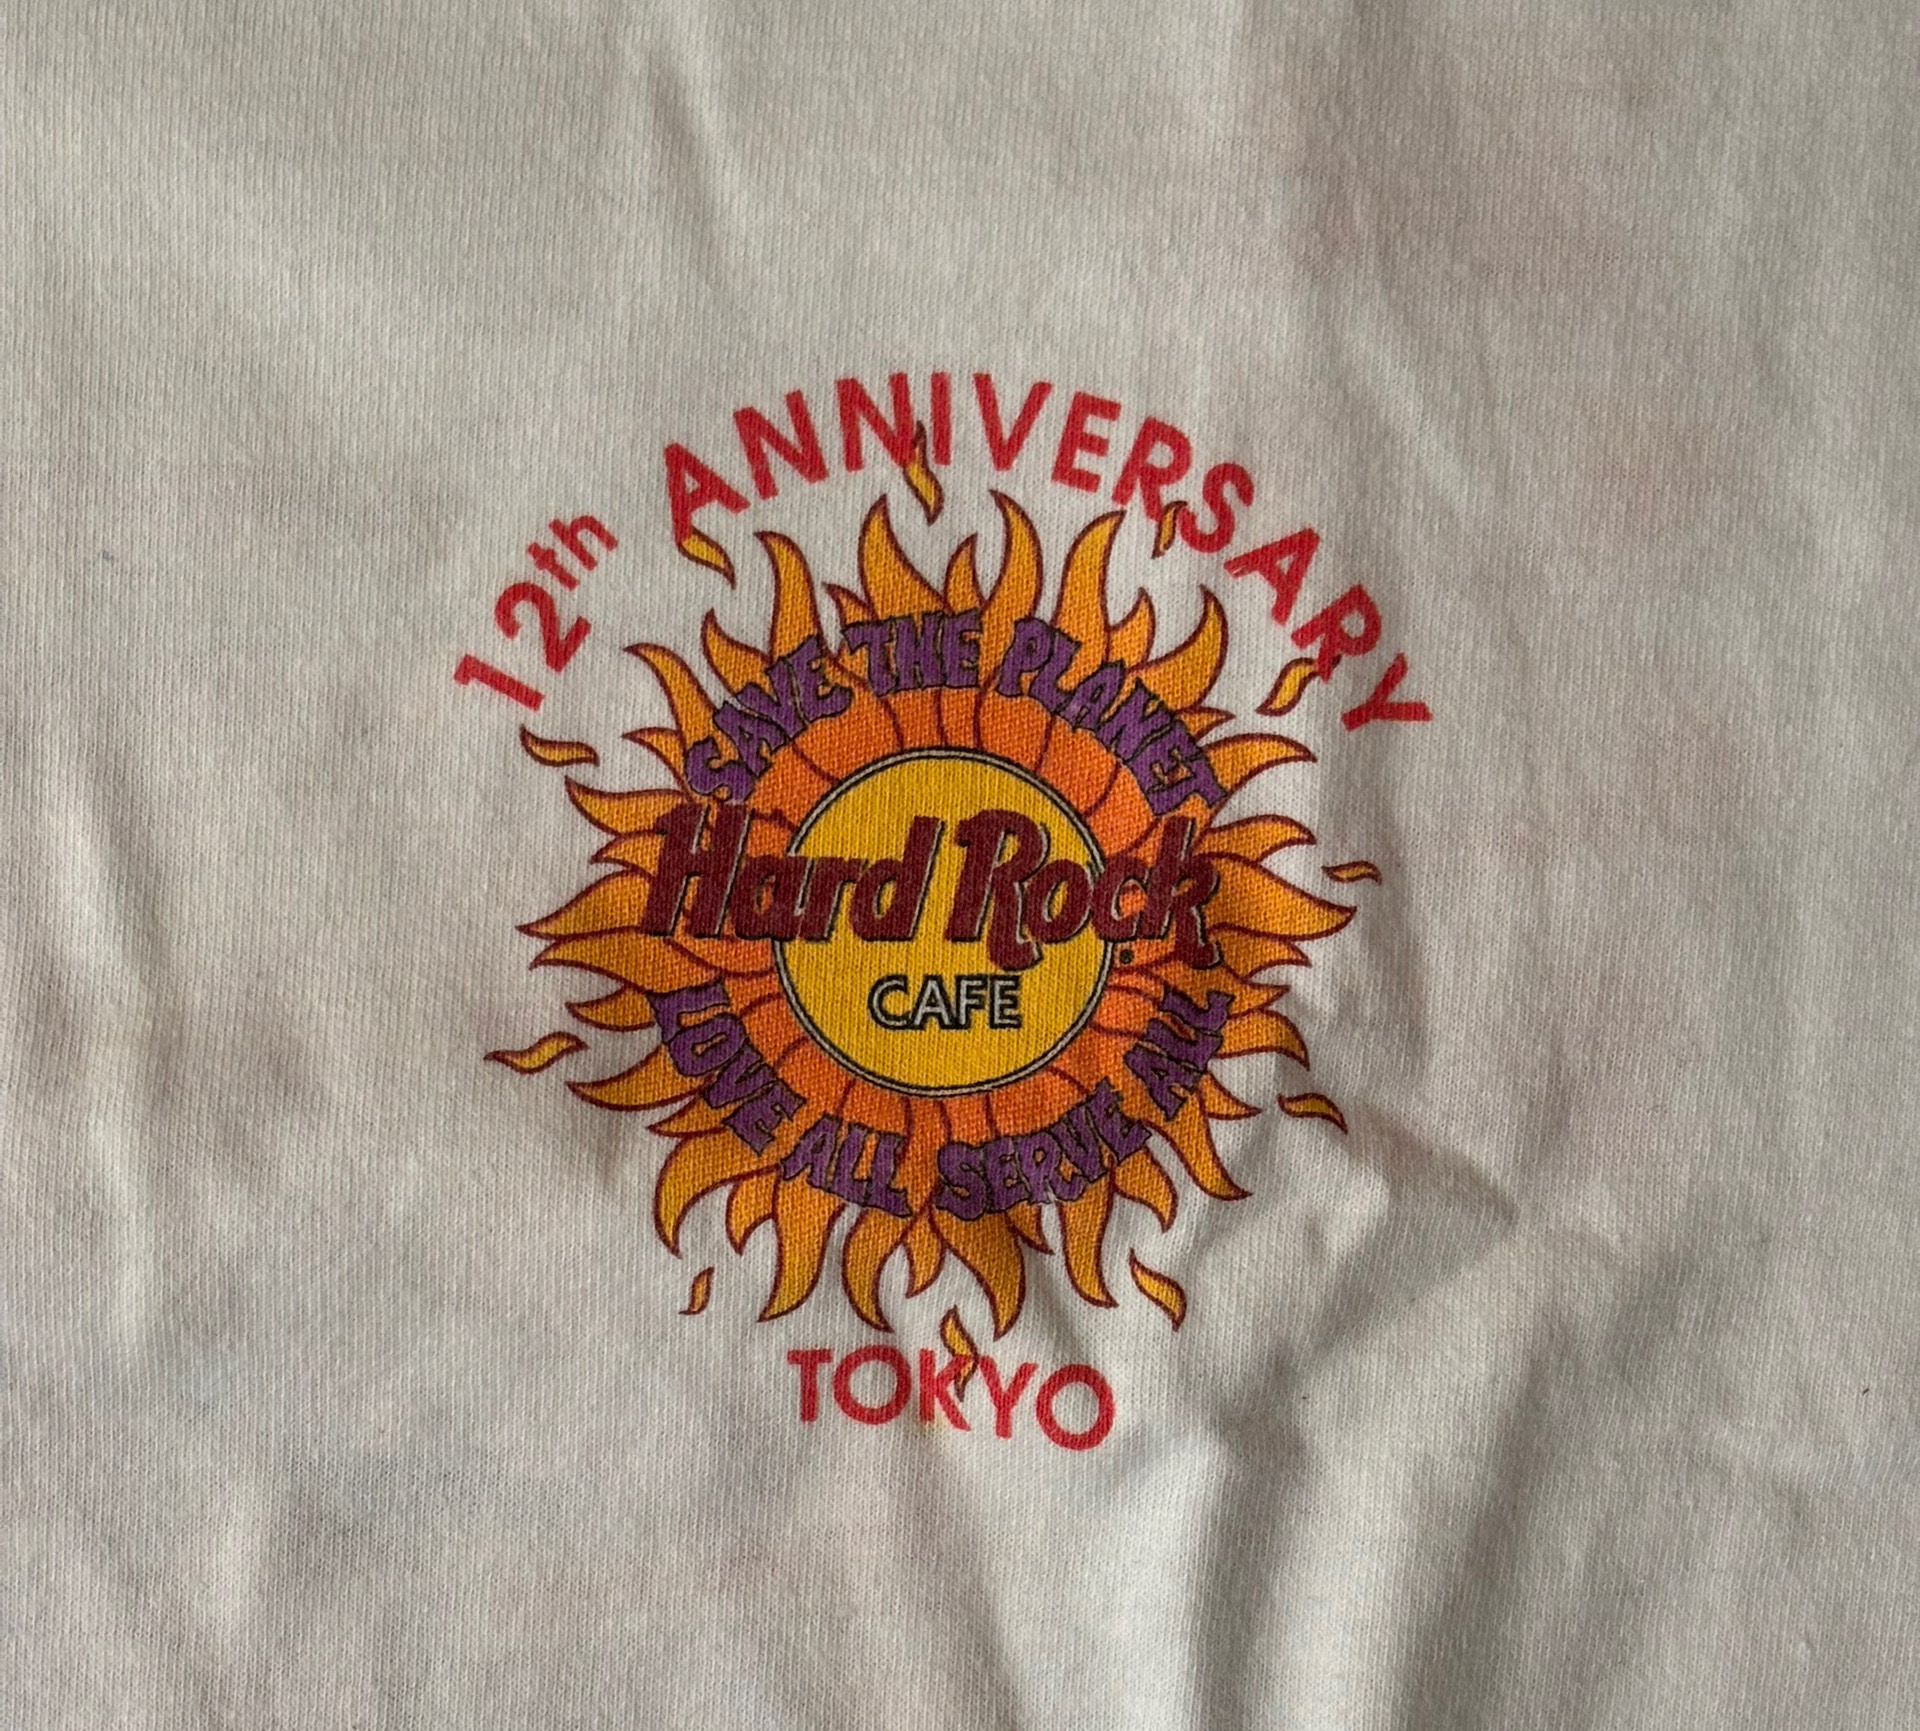 12th ANNIVERSARY
SAVE THE PLANET
Hard Rock
CAFE
LOVE ALL SERVE ALL
TOKYO